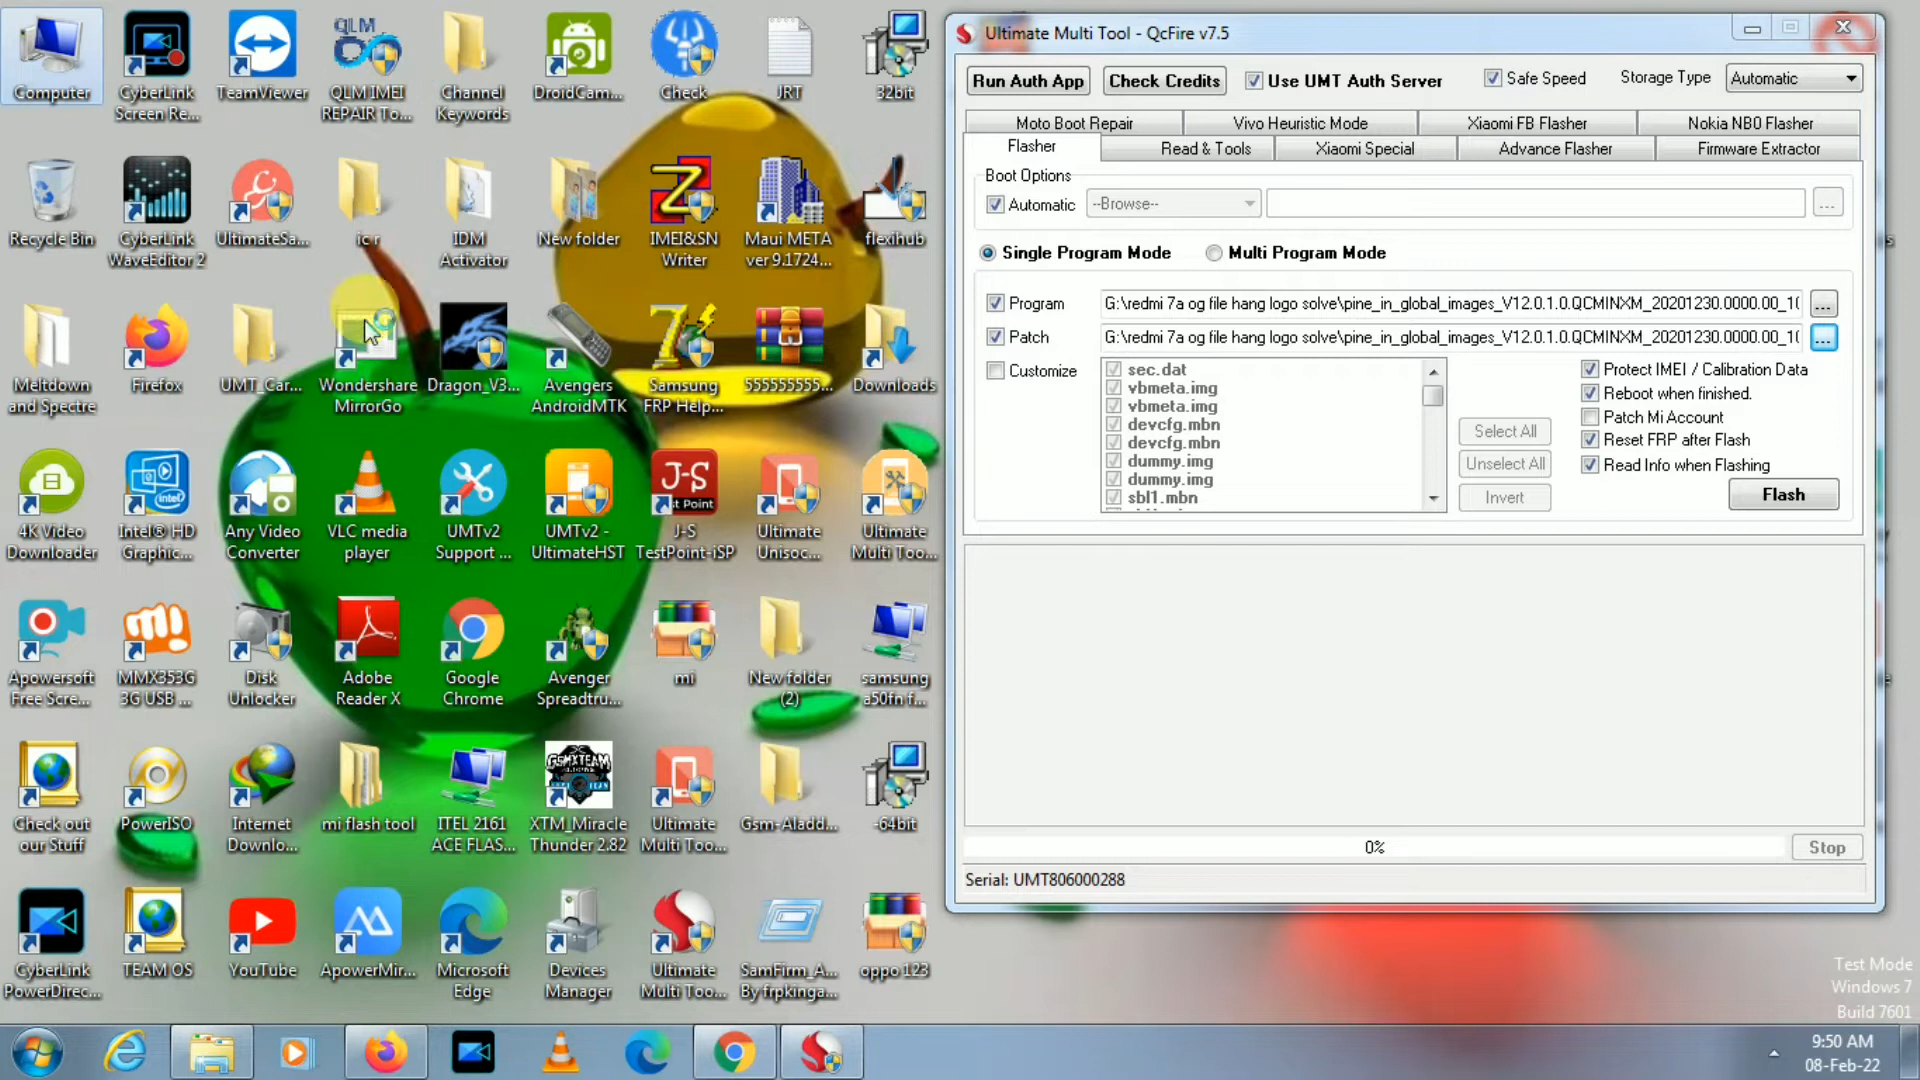 Computer
CyberLink
Screen Re...
TeamViewer
QLM
QLM IMEI
REPAIR To...
Channel
Keywords
DroidCam...
Check
JRT
32bit
Recycle Bin
CyberLink
WaveEditor 2
UltimateSa...
ic r
IDM
Activator
New folder
IMEI&SN
Writer
Maui META
ver 9.1724...
flexihub
Meltdown
and Spectre
Firefox
UMT_Car...
Wondershare
MirrorGo
Dragon_V3...
Avengers
AndroidMTK
Samsung
FRP Help...
555555555...
Downloads
4K Video
Downloader
Intel® HD
Graphic...
Any Video
Converter
VLC media
player
UMTv2
Support ...
UMTv2 -
UltimateHST
J-S
TestPoint-iSP
Ultimate
Unisoc...
Ultimate
Multi Too...
Apowersoft
Free Scre...
MMX353G
3G USB ...
Disk
Unlocker
Adobe
Reader X
Google
Chrome
Avenger
Spreadtru...
mi
New folder
(2)
samsung
a50fn f...
Check out
our Stuff
PowerISO
Internet
Downlo...
mi flash tool
ITEL 2161
ACE FLAS...
XTM_Miracle
Thunder 2.82
Ultimate
Multi Too...
Gsm-Aladd...
-64bit
CyberLink
PowerDirec...
TEAM OS
YouTube
ApowerMir...
Microsoft
Edge
Devices
Manager
Ultimate
Multi Too...
SamFirm_A...
By frpkinga...
oppo 123
Ultimate Multi Tool - QcFire v7.5
Run Auth App
Check Credits
Use UMT Auth Server
Safe Speed
Storage Type
Automatic
Moto Boot Repair
Vivo Heuristic Mode
Xiaomi FB Flasher
Nokia NB0 Flasher
Flasher
Read & Tools
Xiaomi Special
Advance Flasher
Firmware Extractor
Boot Options
Automatic
--Browse--
...
Single Program Mode
Multi Program Mode
Program
G:\redmi 7a og file hang logo solve\pine_in_global_images_V12.0.1.0.QCMINXM_20201230.0000.00_1(
...
Patch
G:\redmi 7a og file hang logo solve\pine_in_global_images_V12.0.1.0.QCMINXM_20201230.0000.00_1(
...
Customize
sec.dat
vbmeta.img
vbmeta.img
devcfg.mbn
devcfg.mbn
dummy.img
dummy.img
sbl1.mbn
Select All
Unselect All
Invert
Protect IMEI / Calibration Data
Reboot when finished.
Patch Mi Account
Reset FRP after Flash
Read Info when Flashing
Flash
0%
Stop
Serial: UMT806000288
Test Mode
Windows 7
Build 7601
9:50 AM
08-Feb-22